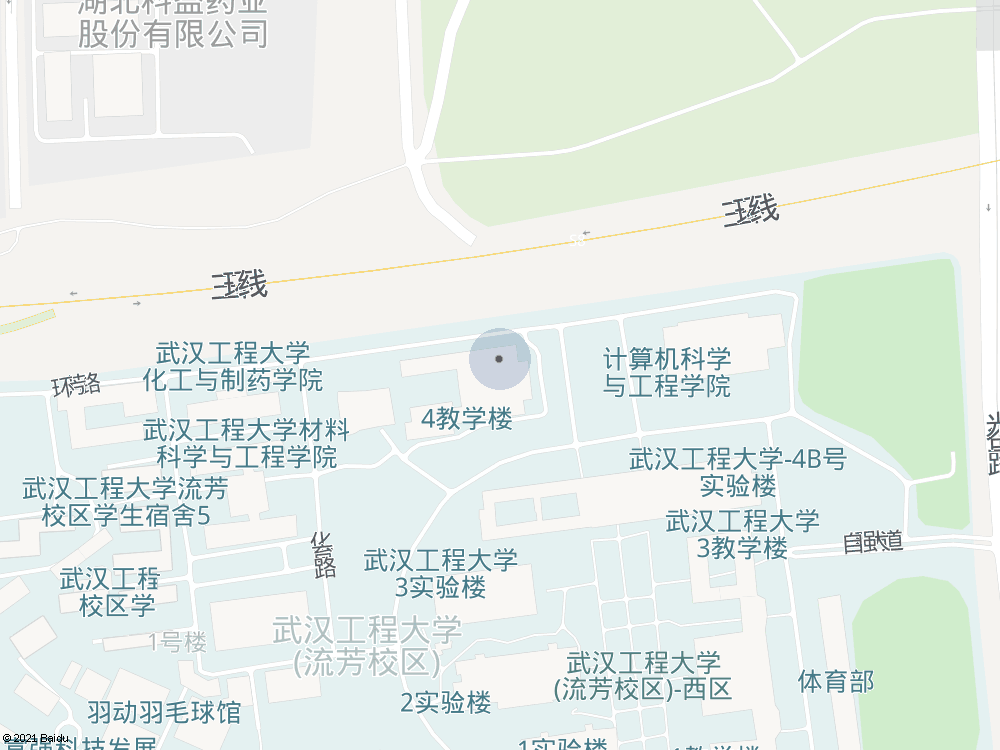 湖北科益药业
股份有限公司
三环线
三环线
S8
武汉工程大学
化工与制药学院
计算机科学
与工程学院
环路
4教学楼
武汉工程大学材料
科学与工程学院
武汉工程大学-4B号
实验楼
武汉工程大学流芳
校区学生宿舍5
武汉工程大学
3教学楼
自强大道
化育路
武汉工程大学
3实验楼
武汉工程
校区学
1号楼
武汉工程大学
(流芳校区)
武汉工程大学
(流芳校区)-西区
体育部
2实验楼
羽动羽毛球馆
1实验楼
1教学楼
© 2021 Baidu